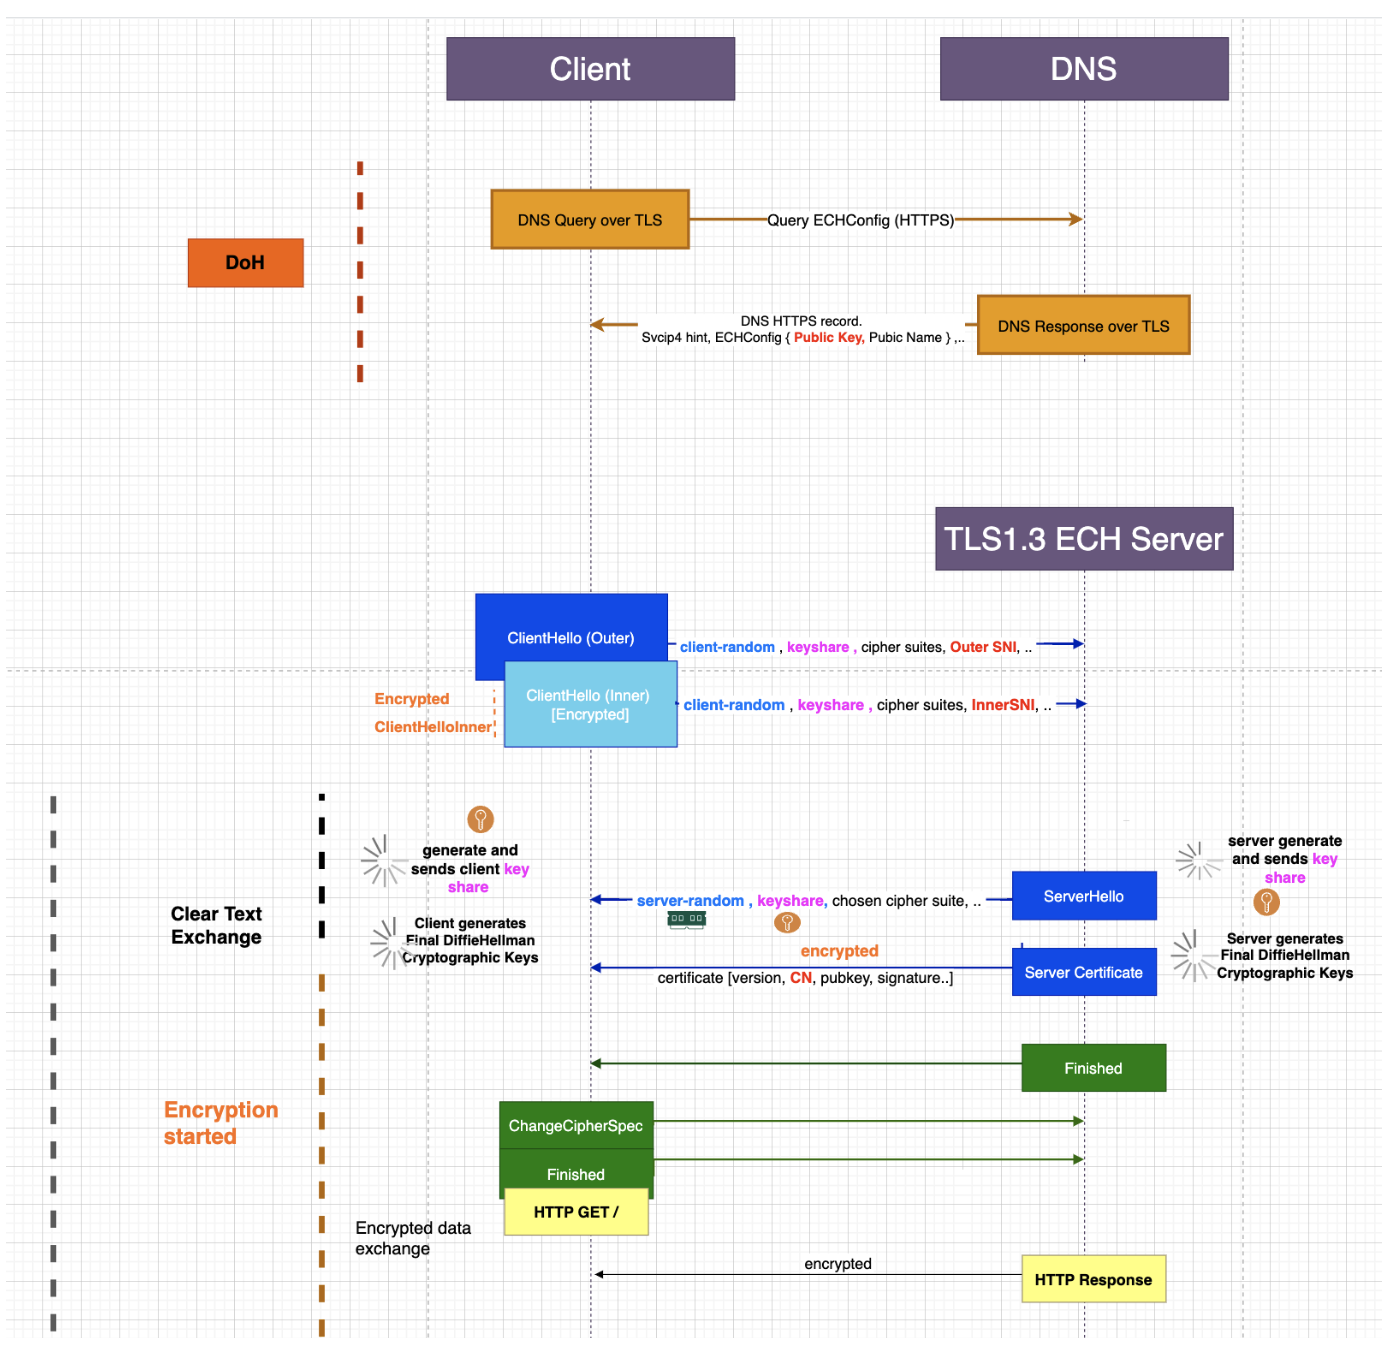 Client
DNS
DNS Query over TLS
Query ECHConfig (HTTPS)
DoH
DNS HTTPS record.
Svcip4 hint, ECHConfig { Public Key, Pubic Name } ,..
DNS Response over TLS
TLS1.3 ECH Server
ClientHello (Outer)
client-random , keyshare , cipher suites, Outer SNI, ..
Encrypted
ClientHelloInner
ClientHello (Inner)
[Encrypted]
client-random , keyshare , cipher suites, InnerSNI, ..
generate and
sends client key
share
server generate
and sends key
share
Clear Text
Exchange
server-random , keyshare, chosen cipher suite, ..
ServerHello
Client generates
Final DiffieHellman
Cryptographic Keys
encrypted
certificate [version, CN, pubkey, signature..]
Server Certificate
Server generates
Final DiffieHellman
Cryptographic Keys
Finished
Encryption
started
ChangeCipherSpec
Finished
HTTP GET /
Encrypted data
exchange
encrypted
HTTP Response